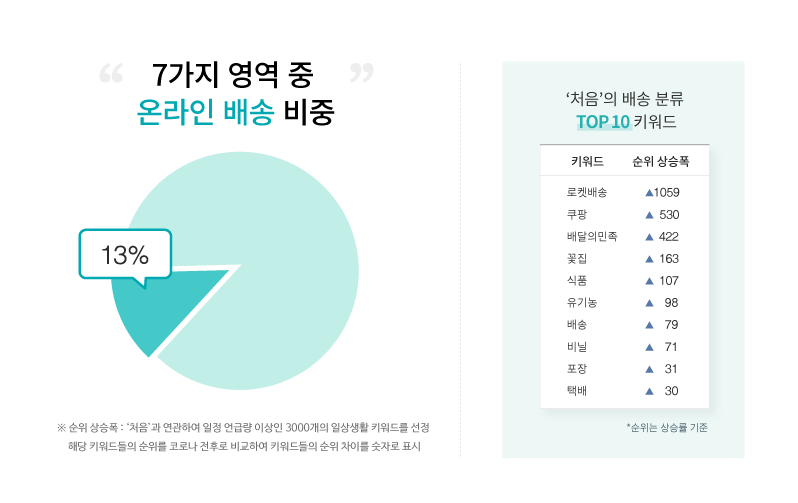 “ 7가지 영역 중 ”
온라인 배송 비중
13%
※ 순위 상승폭 : ‘처음’과 연관하여 일정 언급량 이상인 3000개의 일상생활 키워드를 선정
해당 키워드들의 순위를 코로나 전후로 비교하여 키워드들의 순위 차이를 숫자로 표시
‘처음’의 배송 분류
TOP 10 키워드
키워드 순위 상승폭
로켓배송 ▲1059
쿠팡 ▲ 530
배달의민족 ▲ 422
꽃집 ▲ 163
식품 ▲ 107
유기농 ▲ 98
배송 ▲ 79
비닐 ▲ 71
포장 ▲ 31
택배 ▲ 30
*순위는 상승률 기준